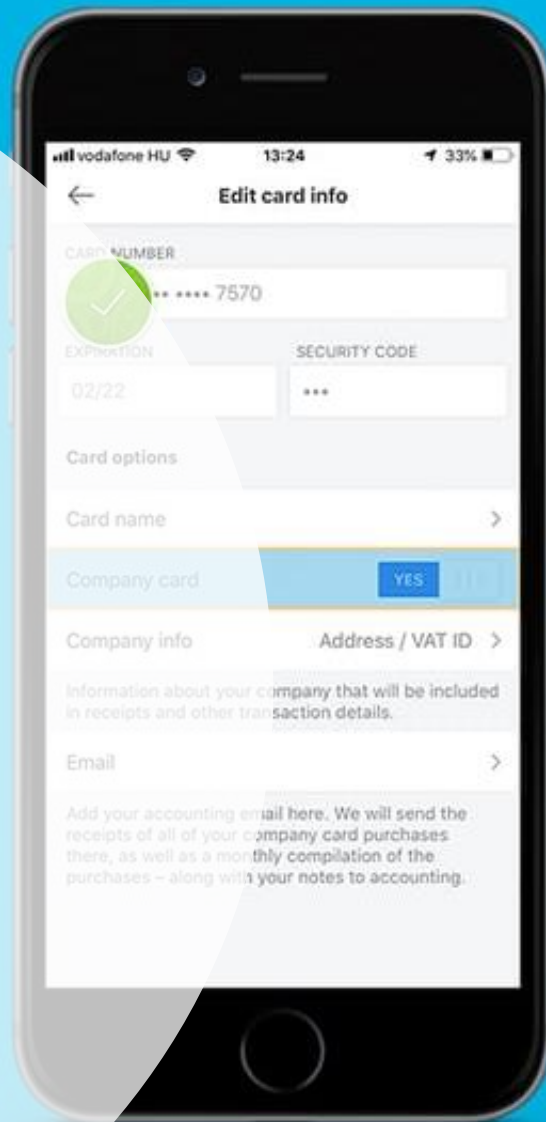 vodafone HU 13:24 33%
Edit card info
CARD NUMBER
•• •••• 7570
EXPIRATION SECURITY CODE
02/22 •••
Card options
Card name
Company card YES
Company info Address / VAT ID
Information about your company that will be included
in receipts and other transaction details.
Email
Add your accounting email here. We will send the
receipts of all of your company card purchases
there, as well as a monthly compilation of the
purchases – along with your notes to accounting.